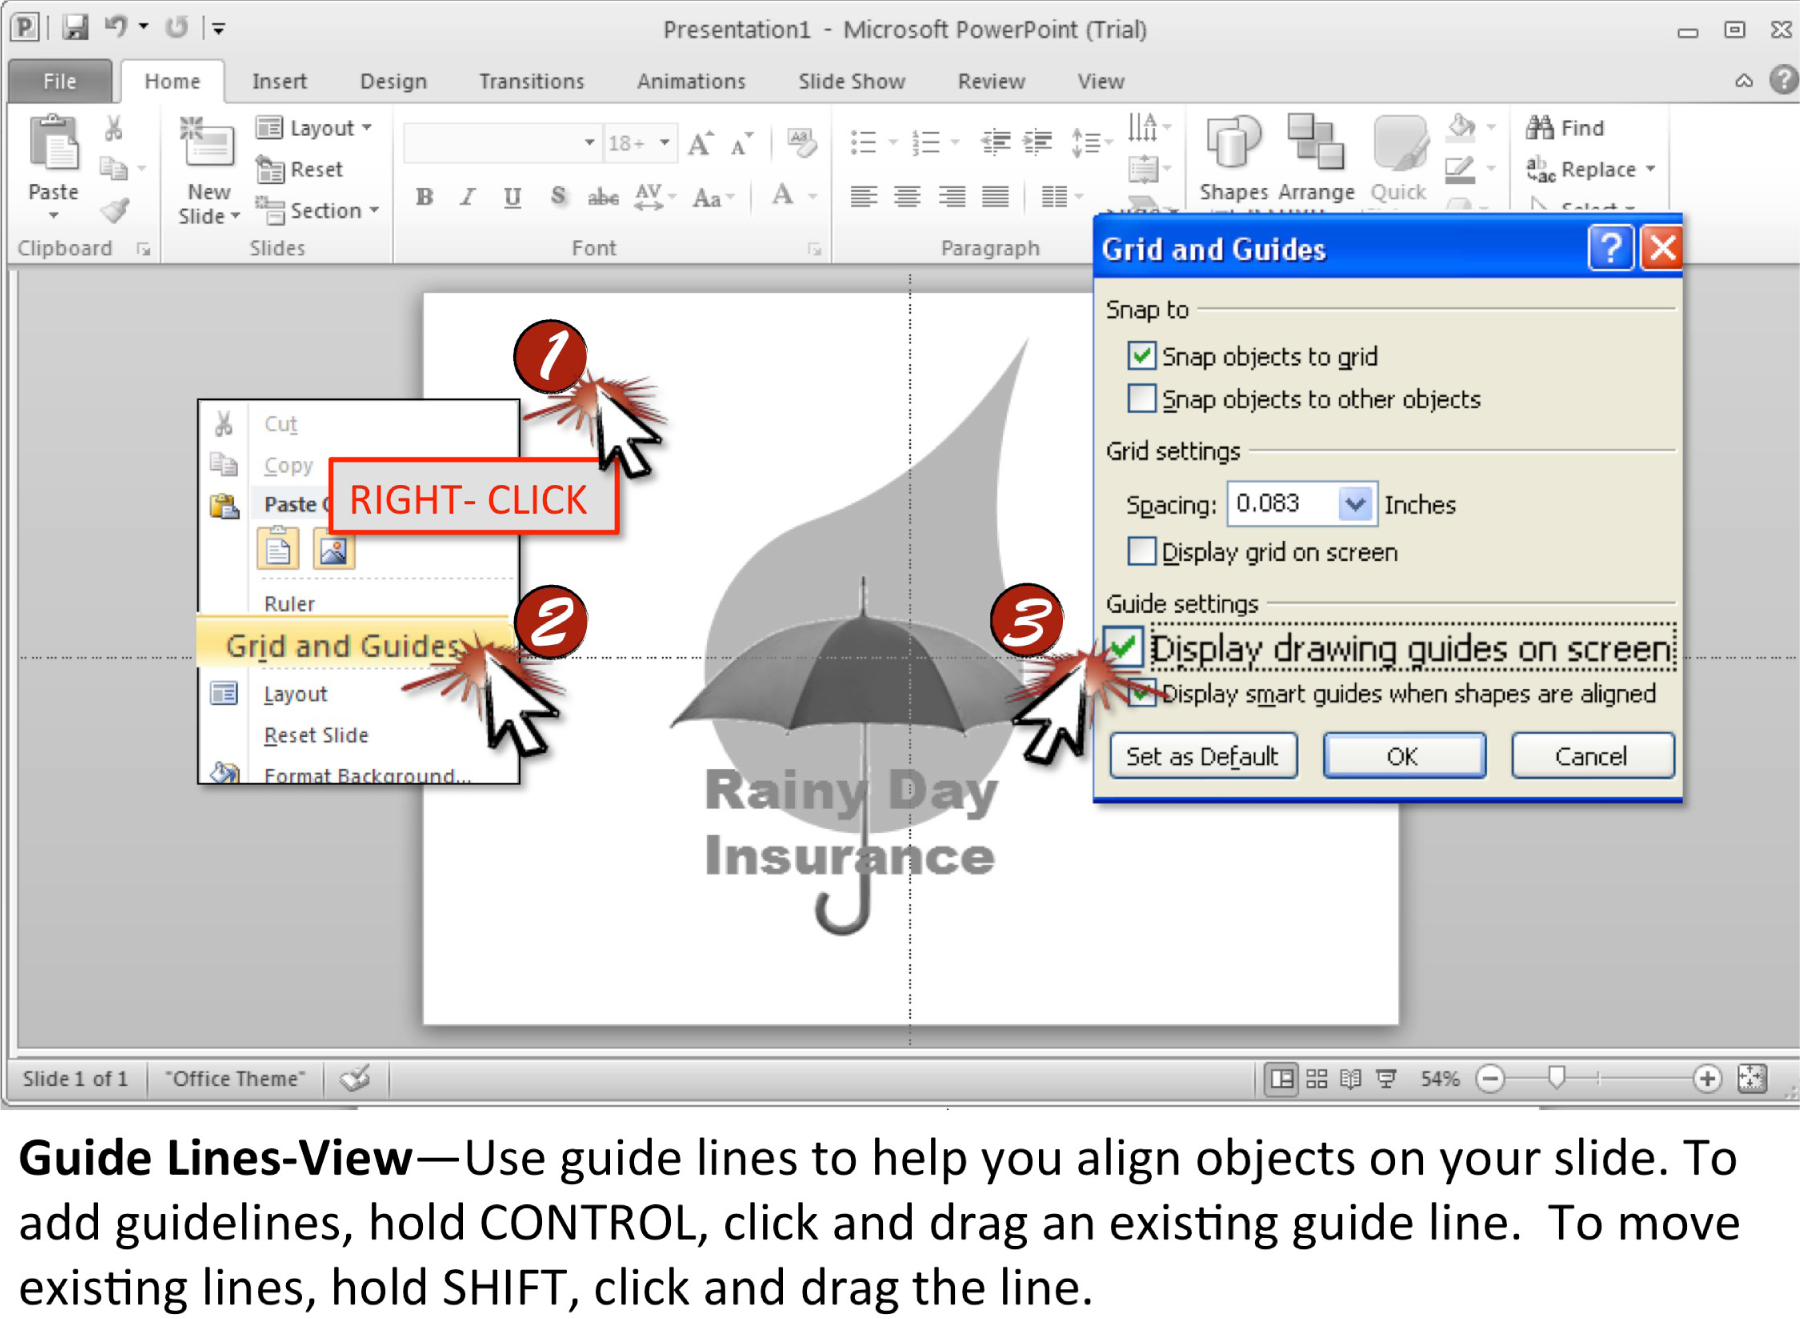 Presentation1 - Microsoft PowerPoint (Trial)
File Home Insert Design Transitions Animations Slide Show Review View
Paste
Clipboard
New
Slide
Layout
Reset
Section
Slides
18+
A A
B I U S abc AV Aa A
Font
Paragraph
Shapes Arrange Quick
Find
Replace
Select
Grid and Guides
Snap to
Snap objects to grid
Snap objects to other objects
Grid settings
Spacing: 0.083 Inches
Display grid on screen
Guide settings
Display drawing guides on screen
Display smart guides when shapes are aligned
Set as Default OK Cancel
1
Cut
Copy
Paste
RIGHT- CLICK
Ruler
2
Grid and Guides
Layout
Reset Slide
Format Background...
3
Rainy Day
Insurance
Slide 1 of 1 "Office Theme" 54%
Guide Lines-View—Use guide lines to help you align objects on your slide. To
add guidelines, hold CONTROL, click and drag an existing guide line. To move
existing lines, hold SHIFT, click and drag the line.